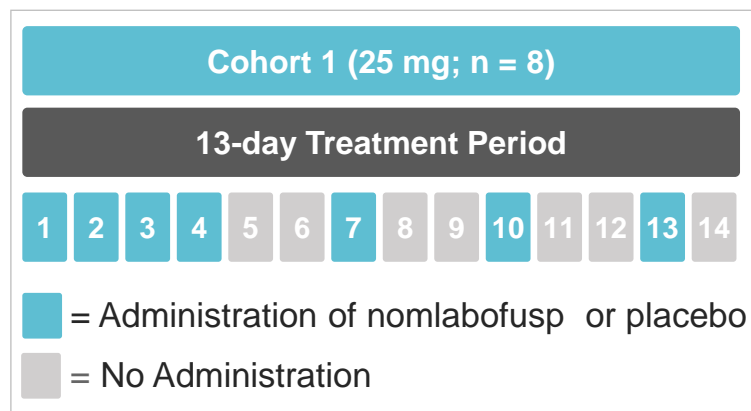 Cohort 1 (25 mg; n = 8)
13-day Treatment Period
1 2 3 4 5 6 7 8 9 10 11 12 13 14
= Administration of nomlabofusp or placebo
= No Administration